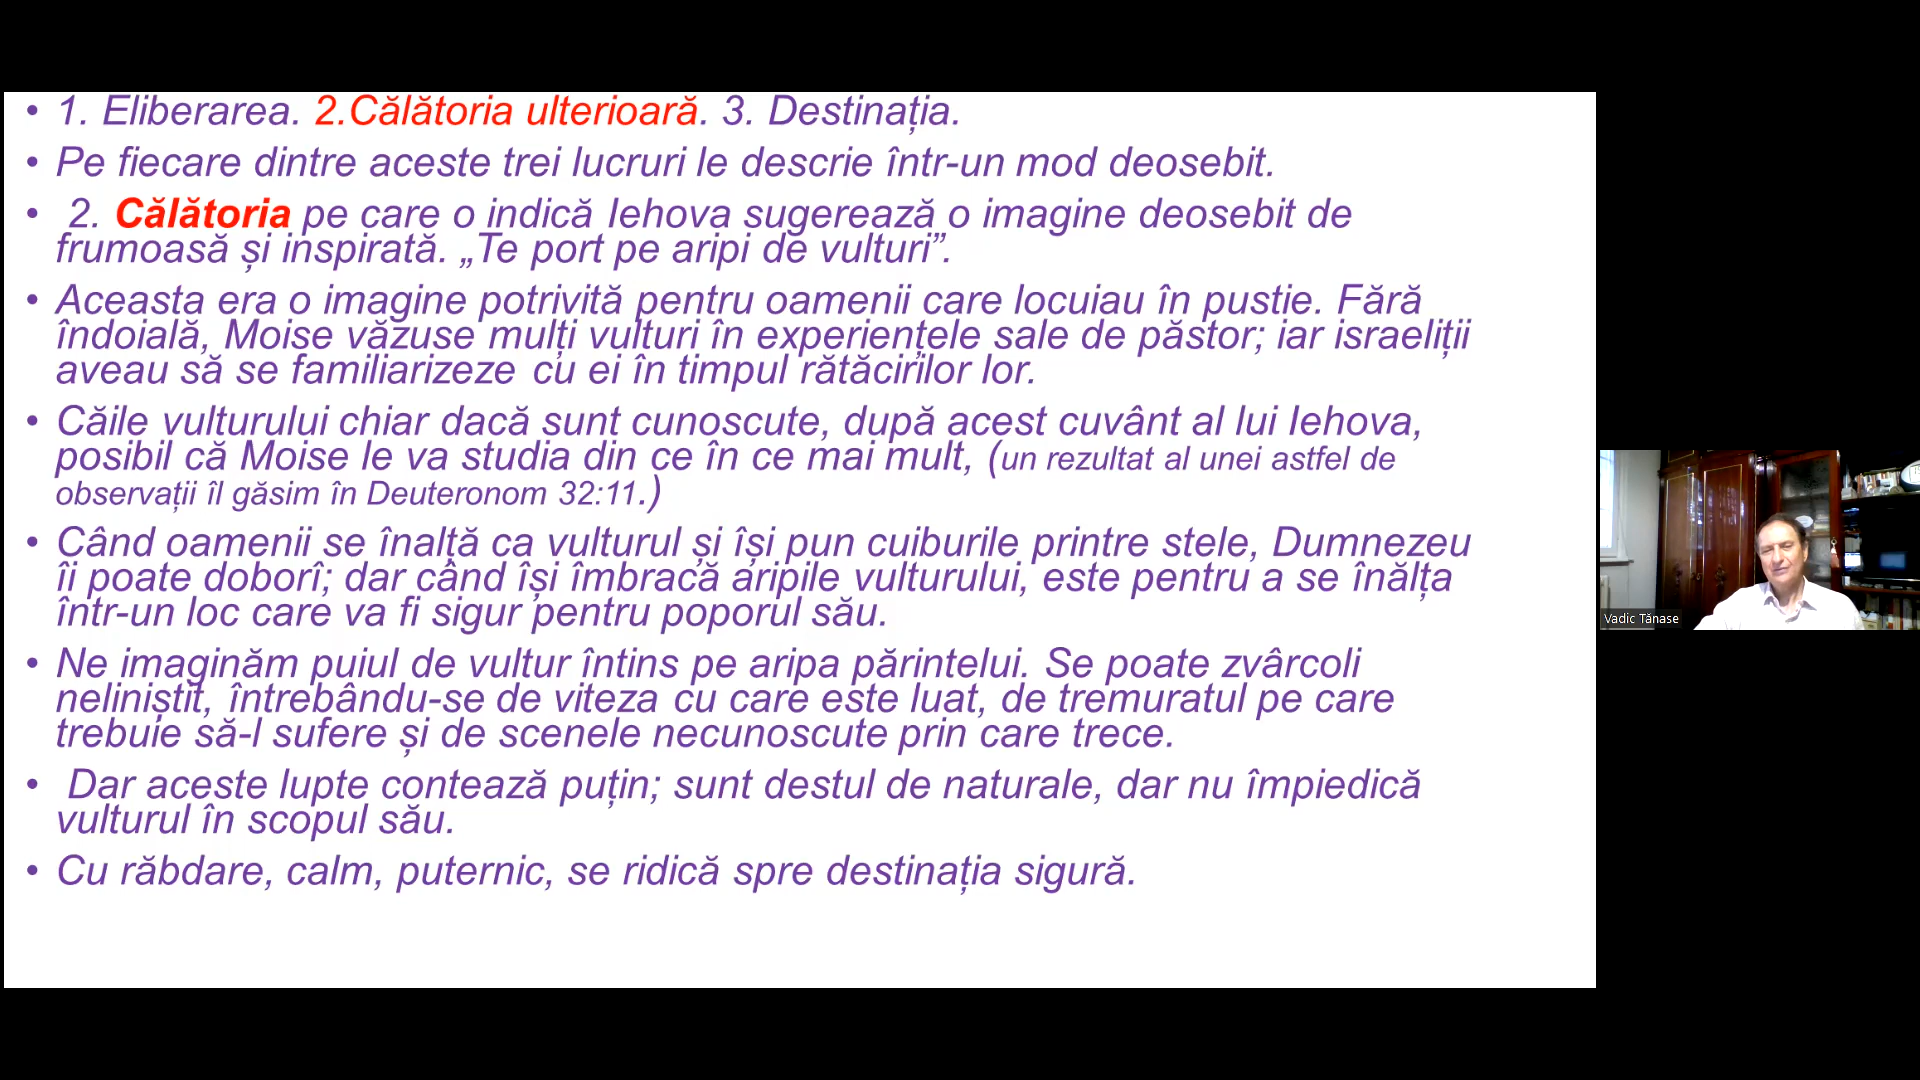 • 1. Eliberarea. 2.Călătoria ulterioară. 3. Destinația.
• Pe fiecare dintre aceste trei lucruri le descrie într-un mod deosebit.
• 2. Călătoria pe care o indică Iehova sugerează o imagine deosebit de
frumoasă și inspirată. „Te port pe aripi de vulturi”.
• Aceasta era o imagine potrivită pentru oamenii care locuiau în pustie. Fără
îndoială, Moise văzuse mulți vulturi în experiențele sale de păstor; iar israeliții
aveau să se familiarizeze cu ei în timpul rătăcirilor lor.
• Căile vulturului chiar dacă sunt cunoscute, după acest cuvânt al lui Iehova,
posibil că Moise le va studia din ce în ce mai mult, (un rezultat al unei astfel de
observații îl găsim în Deuteronom 32:11.)
• Când oamenii se înalță ca vulturul și își pun cuiburile printre stele, Dumnezeu
îi poate doborî; dar când își îmbracă aripile vulturului, este pentru a se înălța
într-un loc care va fi sigur pentru poporul său.
• Ne imaginăm puiul de vultur întins pe aripa părintelui. Se poate zvârcoli
neliniștit, întrebându-se de viteza cu care este luat, de tremuratul pe care
trebuie să-l sufere și de scenele necunoscute prin care trece.
• Dar aceste lupte contează puțin; sunt destul de naturale, dar nu împiedică
vulturul în scopul său.
• Cu răbdare, calm, puternic, se ridică spre destinația sigură.
Vadic Tănase